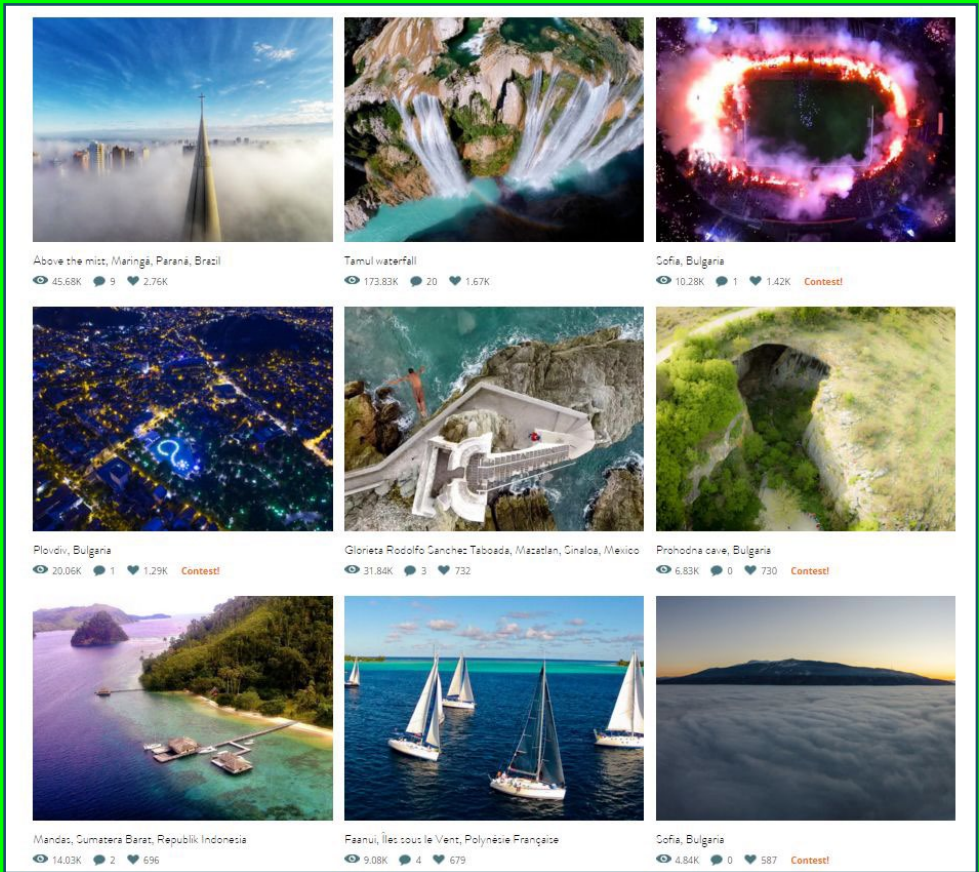 Above the mist, Maringá, Paraná, Brazil
45.68K 9 2.76K
Tamul waterfall
173.83K 20 1.67K
Sofia, Bulgaria
10.28K 1 1.42K Contest!
Plovdiv, Bulgaria
20.06K 1 1.29K Contest!
Glorieta Rodolfo Sanchez Taboada, Mazatlan, Sinaloa, Mexico
31.84K 3 732
Prohodna cave, Bulgaria
6.83K 0 730 Contest!
Mandas, Sumatera Barat, Republik Indonesia
14.03K 2 696
Faanui, Îles sous le Vent, Polynésie Française
9.08K 4 679
Sofia, Bulgaria
4.84K 0 587 Contest!